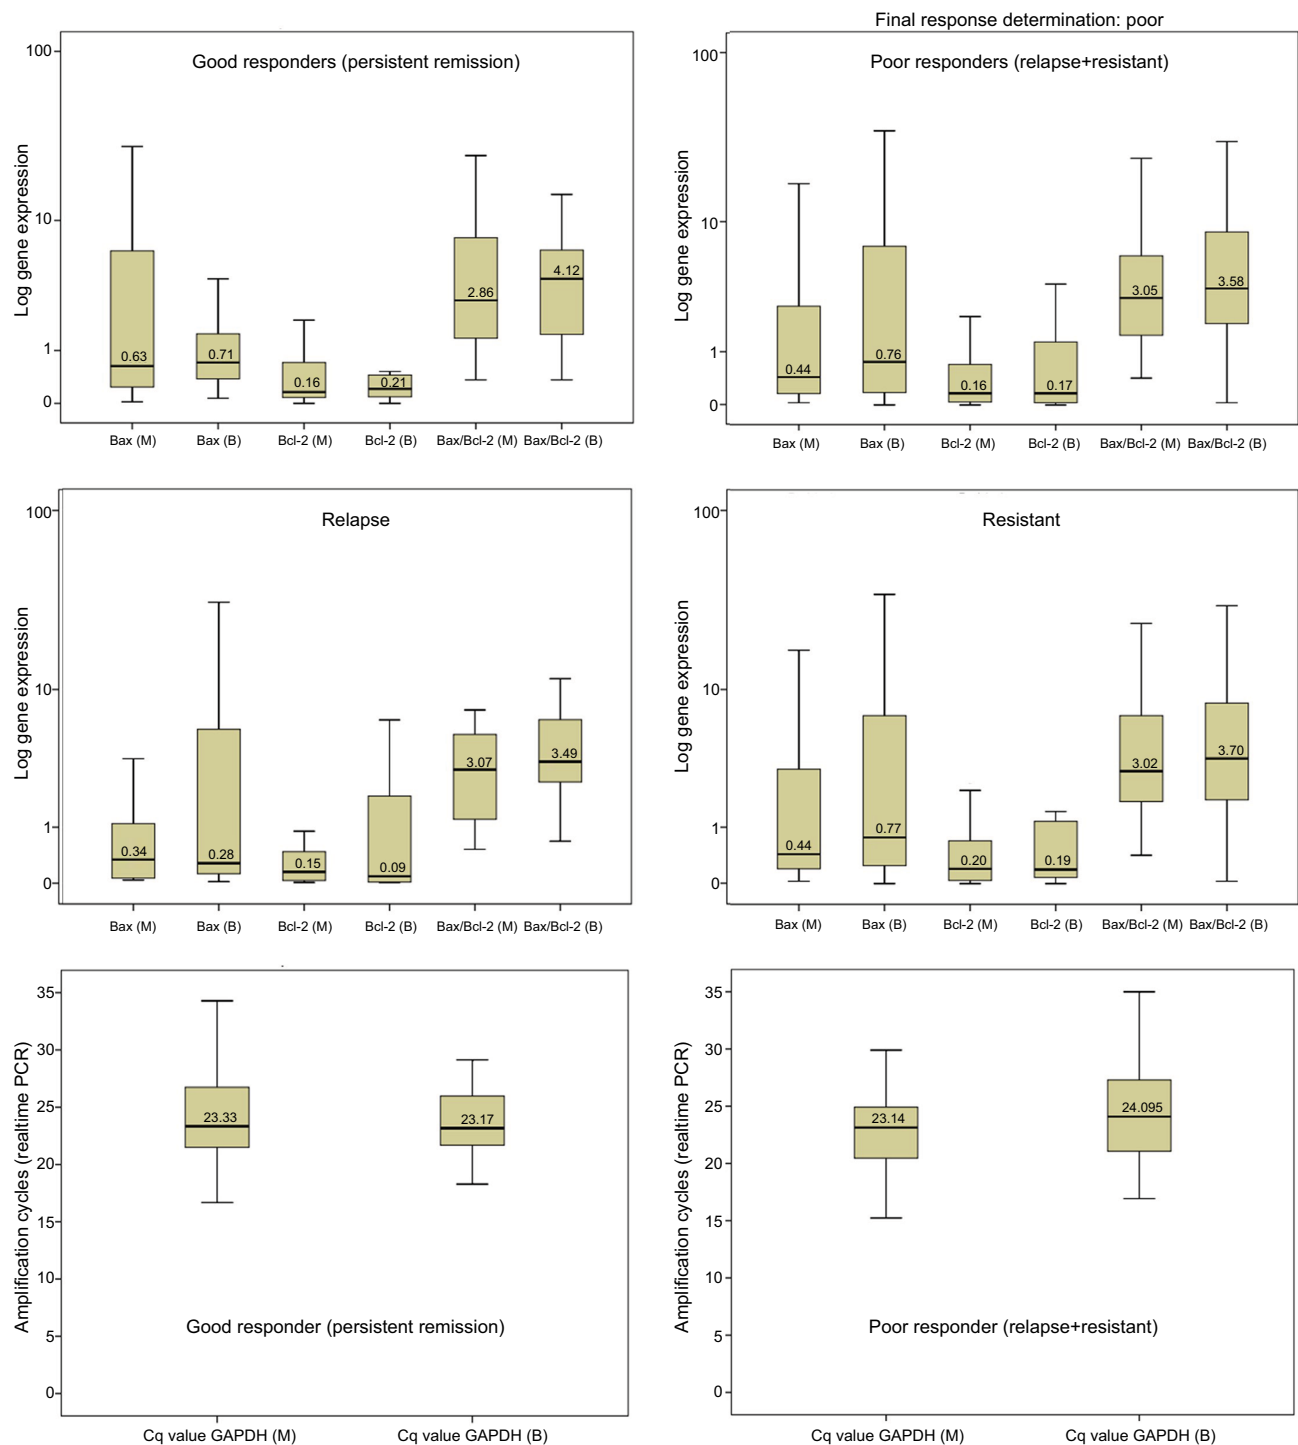 Good responders (persistent remission)
Log gene expression
100
10
1
0
0.63
0.71
0.16
0.21
2.86
4.12
Bax (M)
Bax (B)
Bcl-2 (M)
Bcl-2 (B)
Bax/Bcl-2 (M)
Bax/Bcl-2 (B)
Final response determination: poor
Poor responders (relapse+resistant)
Log gene expression
100
10
1
0
0.44
0.76
0.16
0.17
3.05
3.58
Bax (M)
Bax (B)
Bcl-2 (M)
Bcl-2 (B)
Bax/Bcl-2 (M)
Bax/Bcl-2 (B)
Relapse
Log gene expression
100
10
1
0
0.34
0.28
0.15
0.09
3.07
3.49
Bax (M)
Bax (B)
Bcl-2 (M)
Bcl-2 (B)
Bax/Bcl-2 (M)
Bax/Bcl-2 (B)
Resistant
Log gene expression
100
10
1
0
0.44
0.77
0.20
0.19
3.02
3.70
Bax (M)
Bax (B)
Bcl-2 (M)
Bcl-2 (B)
Bax/Bcl-2 (M)
Bax/Bcl-2 (B)
Amplification cycles (realtime PCR)
35
30
25
20
15
10
5
0
23.33
23.17
Good responder (persistent remission)
Cq value GAPDH (M)
Cq value GAPDH (B)
Amplification cycles (realtime PCR)
35
30
25
20
15
10
5
0
23.14
24.095
Poor responder (relapse+resistant)
Cq value GAPDH (M)
Cq value GAPDH (B)